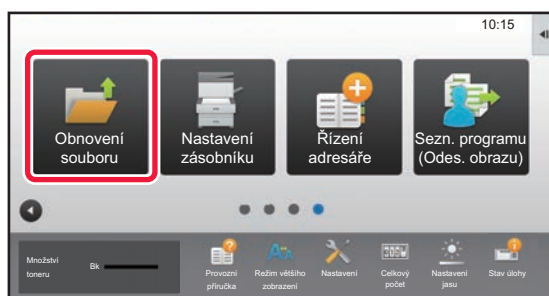 10:15
Obnovení
souboru
Nastavení
zásobníku
Řízení
adresáře
Sezn. programu
(Odes. obrazu)
Množství
toneru
Bk
Provozní
příručka
Režim většího
zobrazení
Nastavení
Celkový
počet
Nastavení
jasu
Stav úlohy